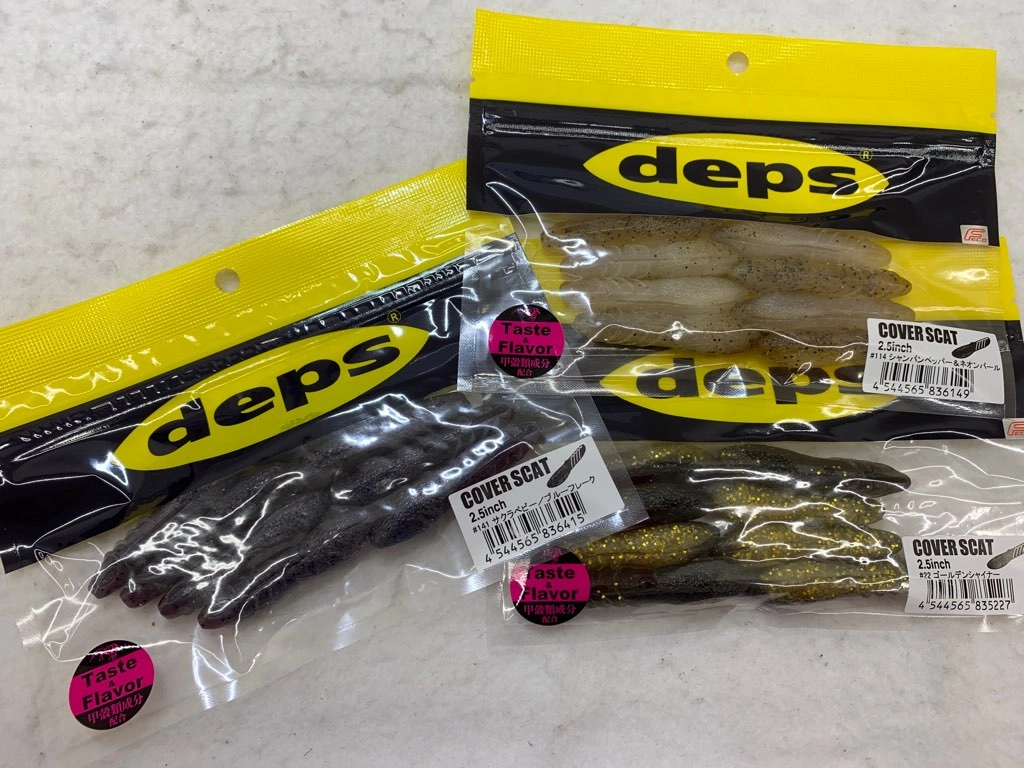 deps®
Feco
Taste
&
Flavor
甲殻類成分
配合
COVER SCAT
2.5inch
#114 シャンパンペッパー&ネオンパール
4 544565 836149
deps®
Taste
&
Flavor
甲殻類成分
配合
COVER SCAT
2.5inch
#141 サクラベビー/ブルーフレーク
4 544565 836415
deps
Taste
&
Flavor
甲殻類成分
配合
COVER SCAT
2.5inch
#22 ゴールデンシャイナー
4 544565 835227